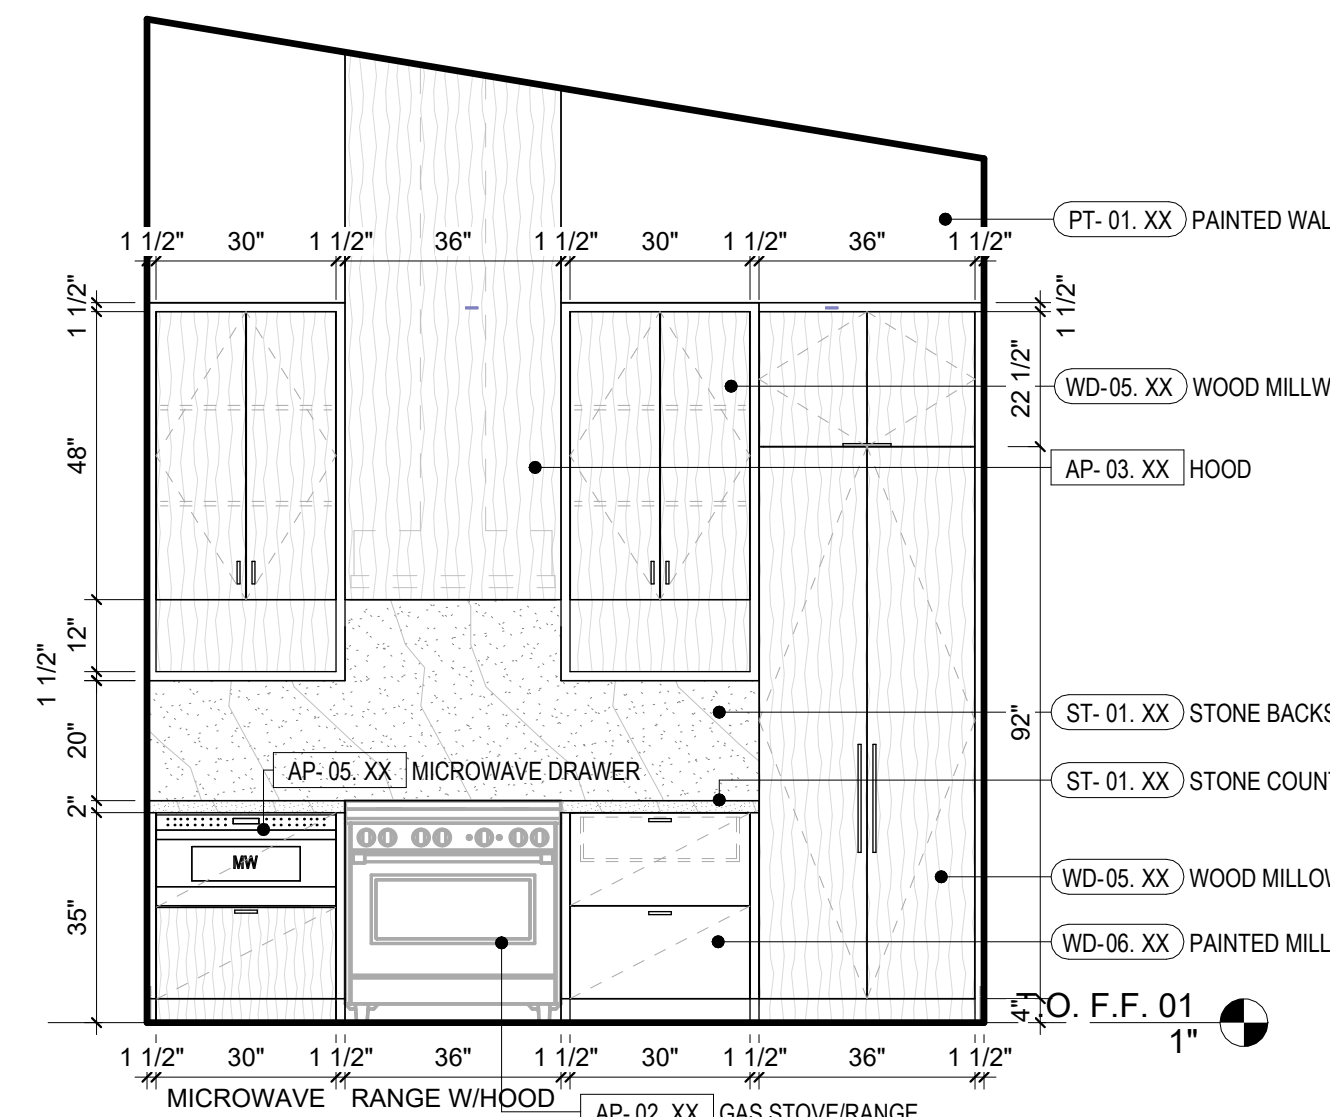 PT- 01. XX PAINTED WAL
1 1/2" 30" 1 1/2" 36" 1 1/2" 30" 1 1/2" 36" 1 1/2"
1 1/2"
1 1/2"
22 1/2"
WD-05. XX WOOD MILLW
48"
AP- 03. XX HOOD
12"
1 1/2"
92"
ST- 01. XX STONE BACKS
20"
AP- 05. XX MICROWAVE DRAWER
ST- 01. XX STONE COUN
2"
MW
WD-05. XX WOOD MILLOW
35"
WD-06. XX PAINTED MILL
4"
.O. F.F. 01
1"
1 1/2" 30" 1 1/2" 36" 1 1/2" 30" 1 1/2" 36" 1 1/2"
MICROWAVE RANGE W/HOOD
AP- 02. XX GAS STOVE/RANGE